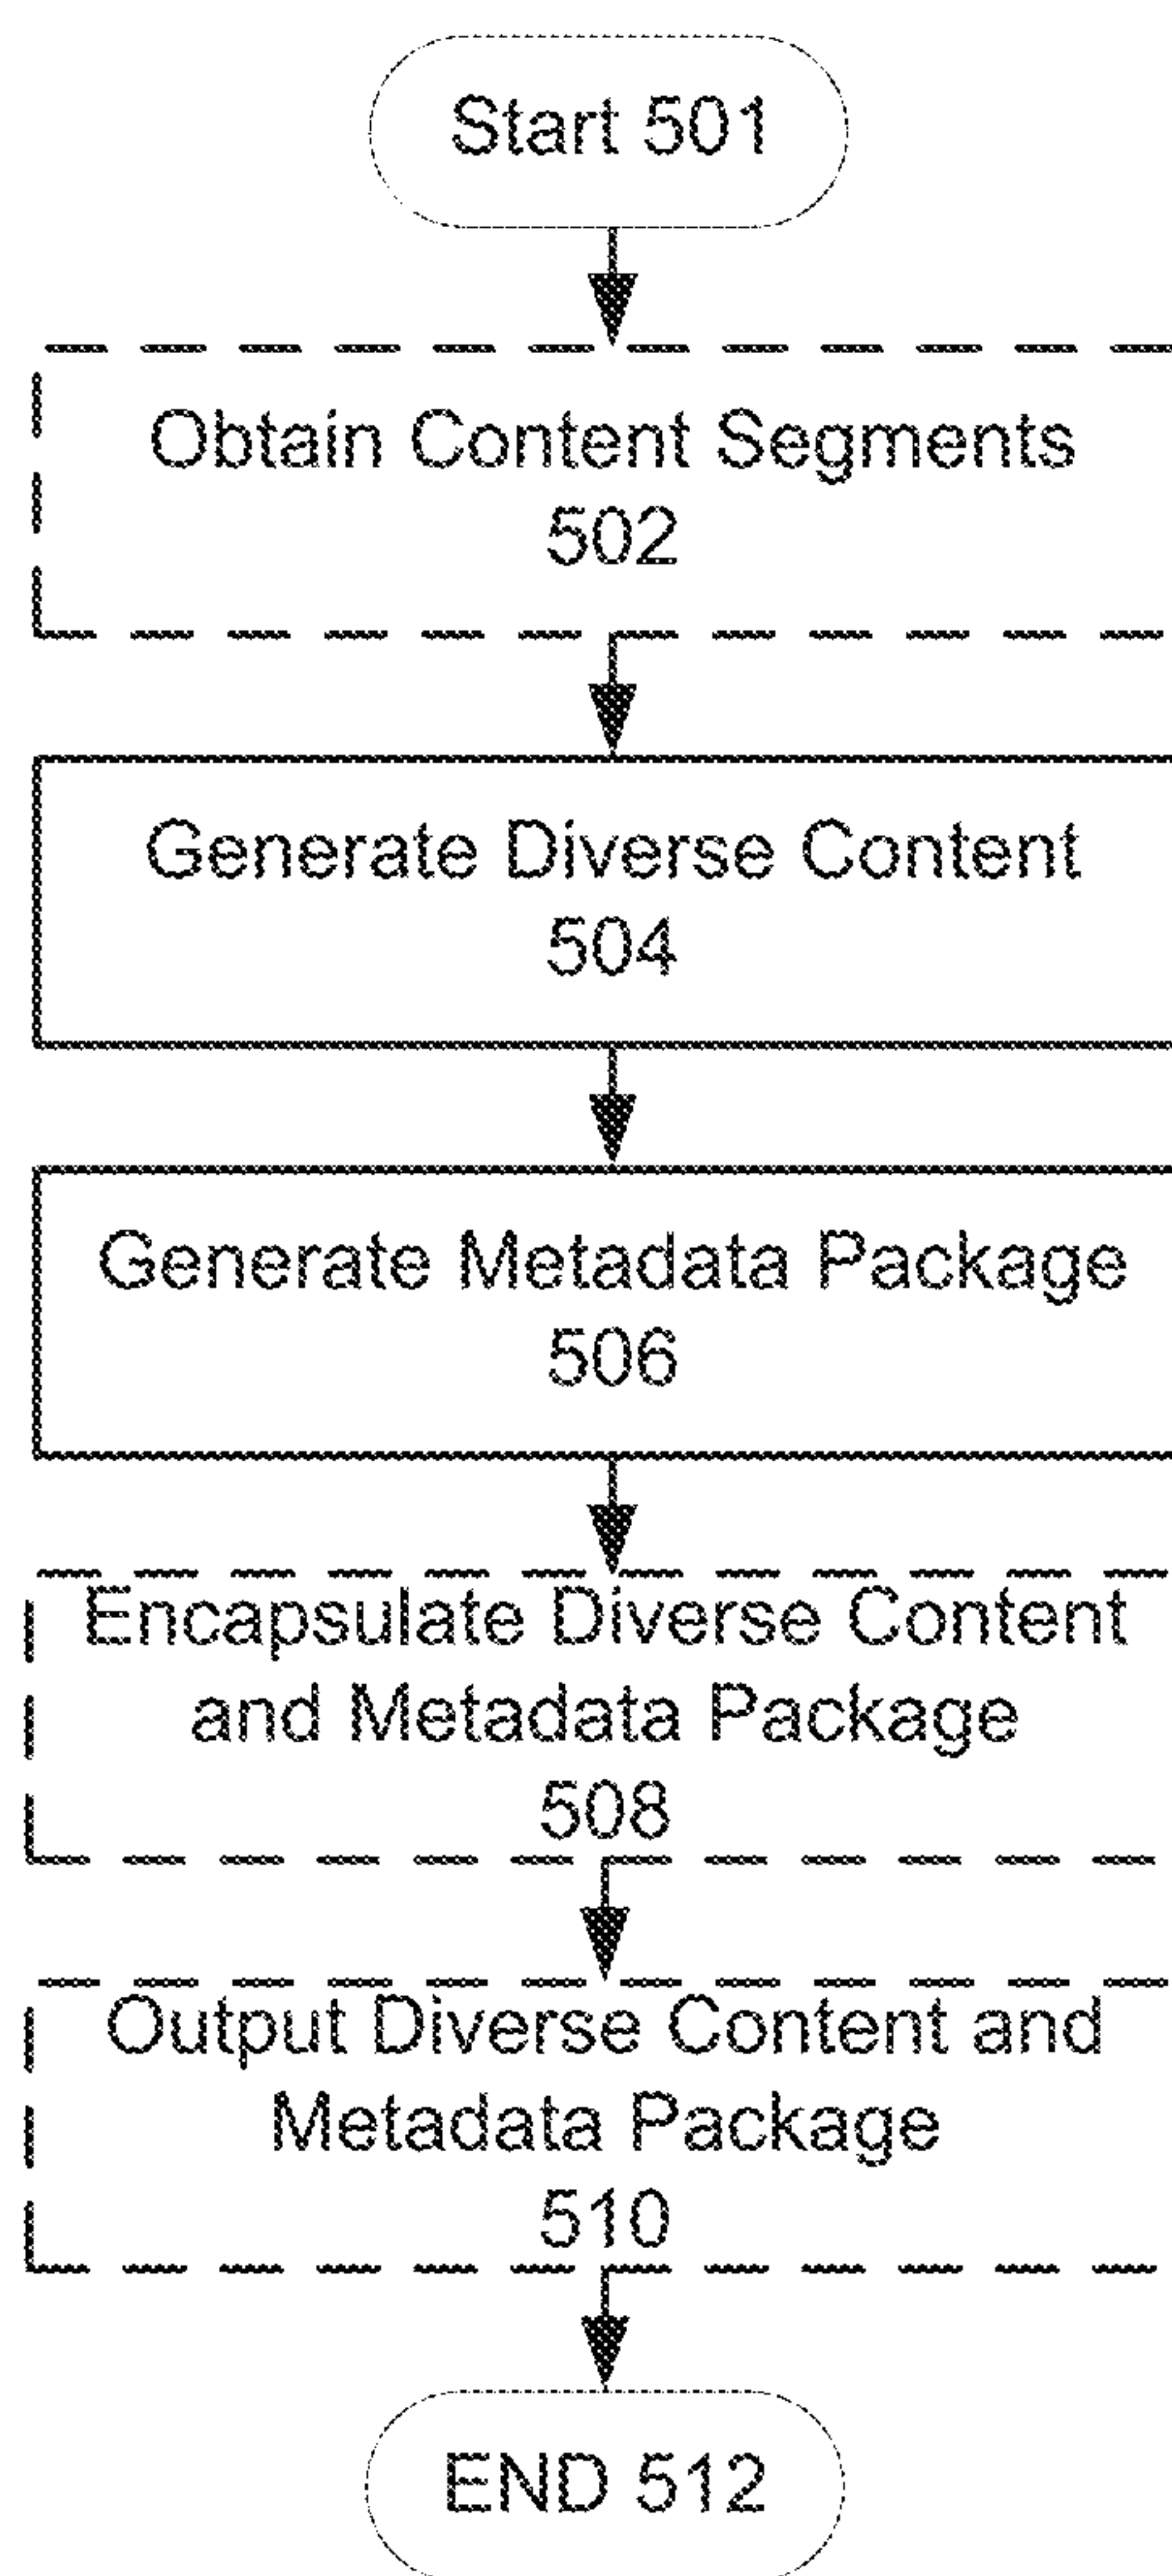 Start 501
Obtain Content Segments
502
Generate Diverse Content
504
Generate Metadata Package
506
Encapsulate Diverse Content
and Metadata Package
508
Output Diverse Content and
Metadata Package
510
END 512